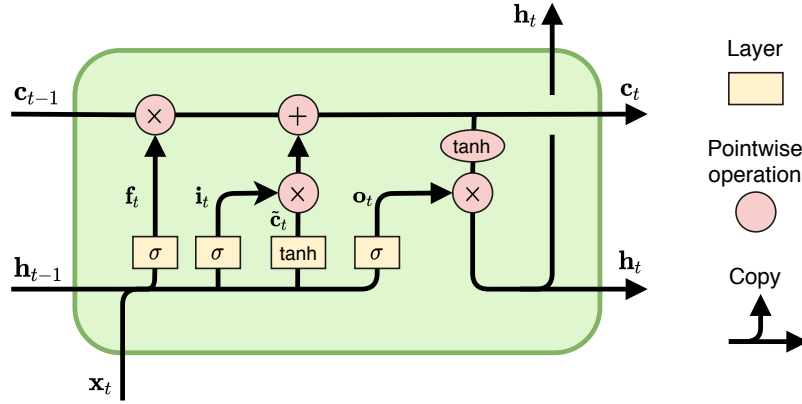 h_t
c_{t-1}
c_t
×
+
tanh
f_t
i_t
×
c̃_t
o_t
×
σ
σ
tanh
σ
h_{t-1}
h_t
x_t
Layer
Pointwise
operation
Copy